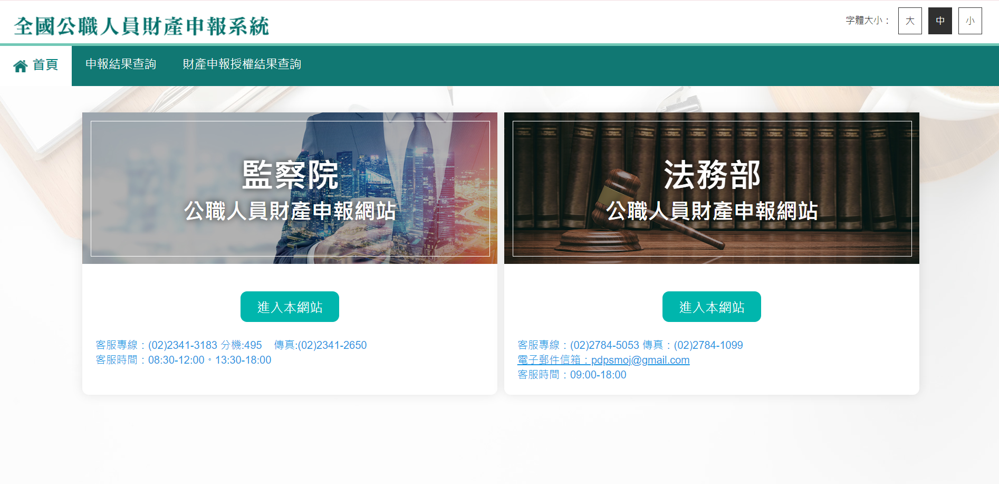 全國公職人員財產申報系統
字體大小：
大
中
小
首頁
申報結果查詢
財產申報授權結果查詢
監察院
公職人員財產申報網站
進入本網站
客服專線：(02)2341-3183 分機:495 傳真:(02)2341-2650
客服時間：08:30-12:00。13:30-18:00
法務部
公職人員財產申報網站
進入本網站
客服專線：(02)2784-5053 傳真：(02)2784-1099
電子郵件信箱：pdpsmoj@gmail.com
客服時間：09:00-18:00